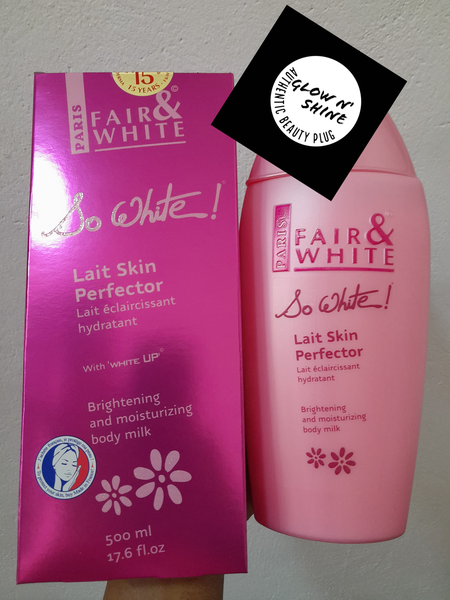 15
15 YEARS
PARIS
FAIR &
WHITE
So White!
Lait Skin
Perfector
Lait éclaircissant
hydratant
With 'WHITE UP'
Brightening
and moisturizing
body milk
500 ml
17.6 fl.oz
GLOW N'
SHINE
AUTHENTIC BEAUTY PLUG
PARIS
FAIR &
WHITE
So White!
Lait Skin
Perfector
Lait éclaircissant
hydratant
Brightening
and moisturizing
body milk